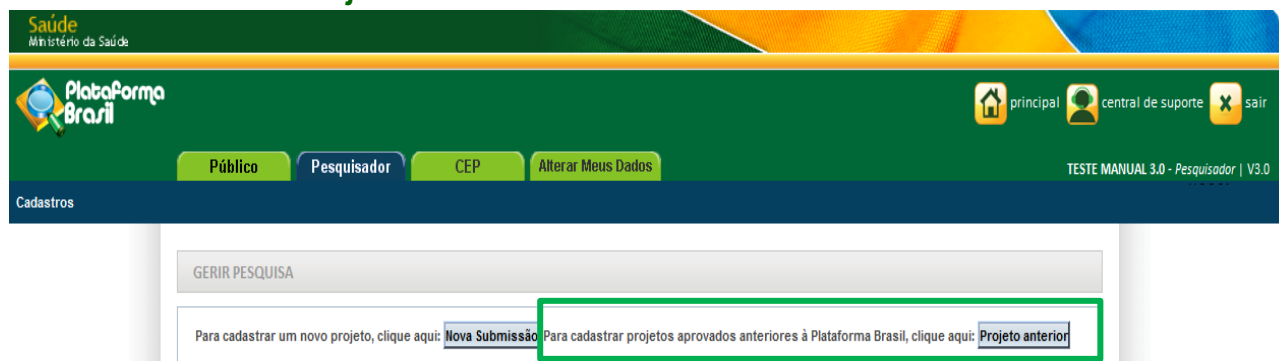 Saúde
Ministério da Saúde
Plataforma
Brasil
principal central de suporte x sair
Público Pesquisador CEP Alterar Meus Dados
TESTE MANUAL 3.0 - Pesquisador | V3.0
Cadastros
GERIR PESQUISA
Para cadastrar um novo projeto, clique aqui: Nova Submissão Para cadastrar projetos aprovados anteriores à Plataforma Brasil, clique aqui: Projeto anterior